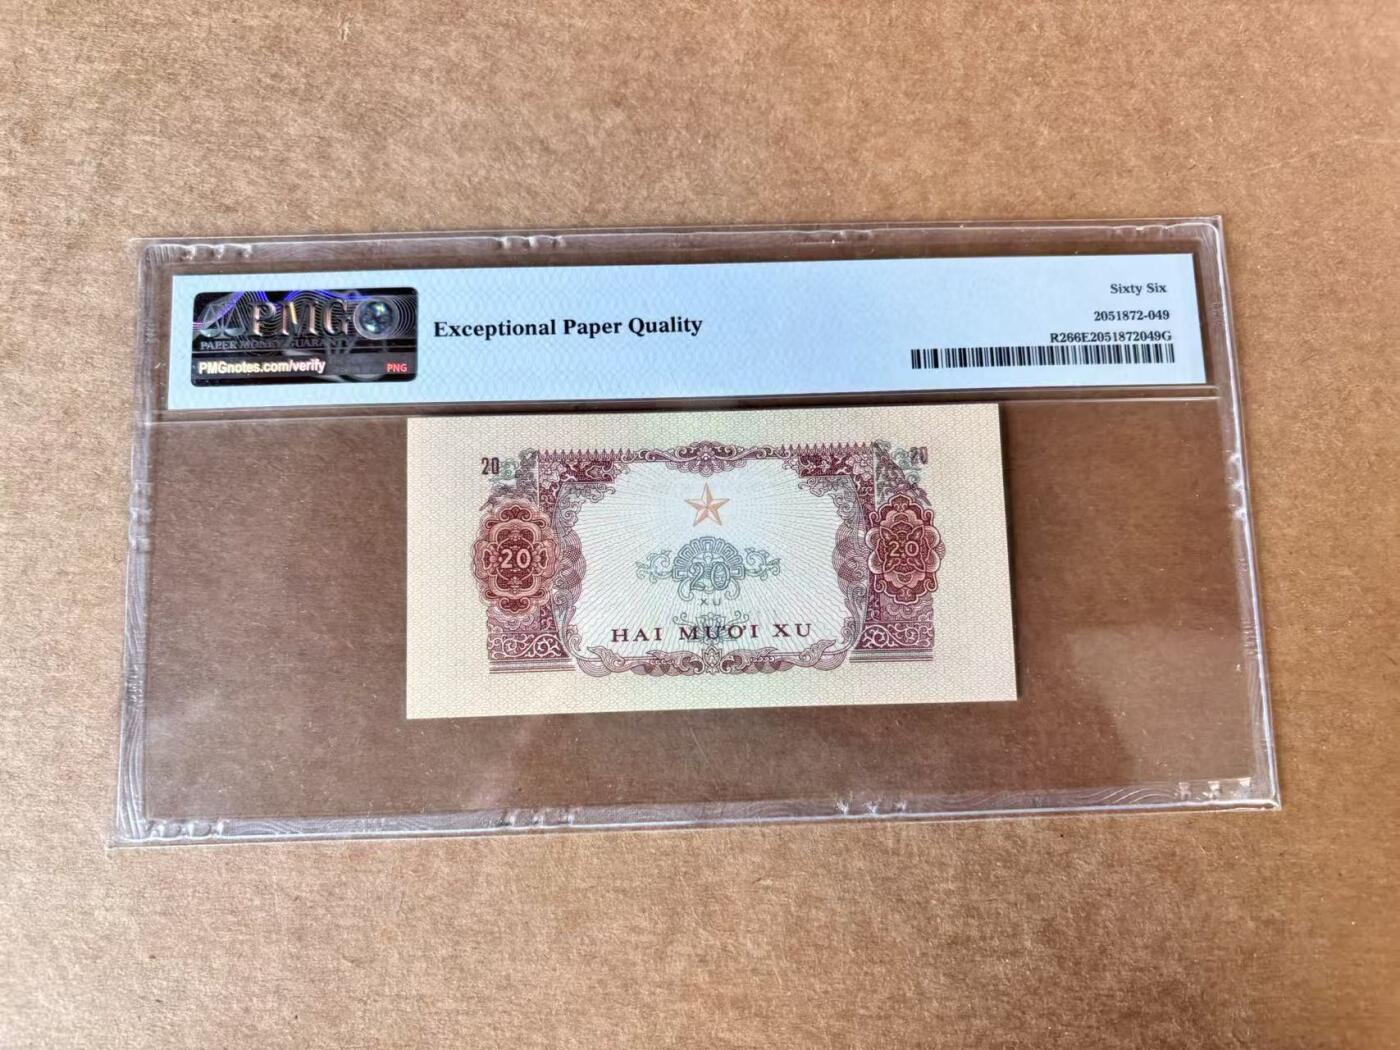 PMG
PAPER MONEY GUARANTY
PMGnotes.com/verify
PNG
Exceptional Paper Quality
Sixty Six
2051872-049
R266E2051872049G
20
20
20
20
20
XU
HAI MƯƠI XU